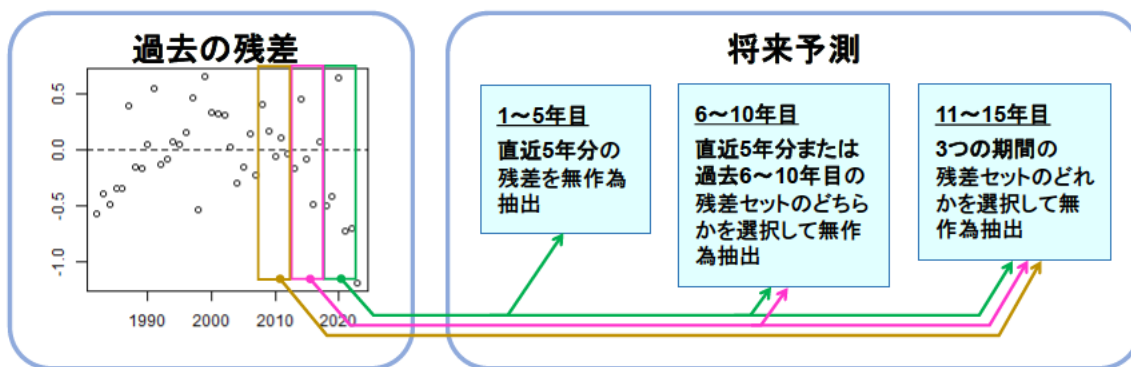 過去の残差
0.5
0.0
-0.5
-1.0
1990 2000 2010 2020
将来予測
1～5年目
直近5年分の
残差を無作為
抽出
6～10年目
直近5年分または
過去6～10年目の
残差セットのどちら
かを選択して無作
為抽出
11～15年目
3つの期間の
残差セットのどれ
かを選択して無
作為抽出